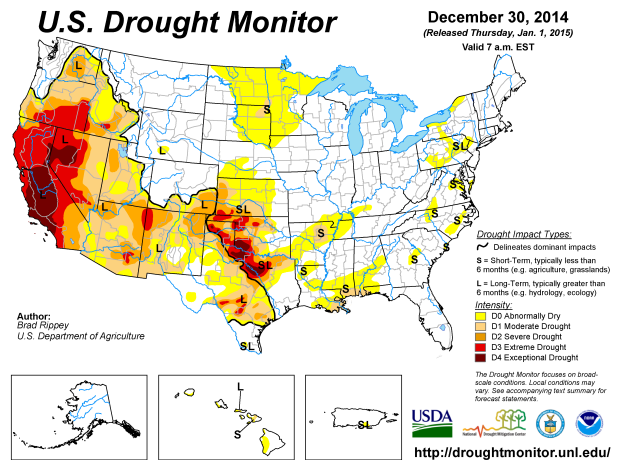 U.S. Drought Monitor
December 30, 2014
(Released Thursday, Jan. 1, 2015)
Valid 7 a.m. EST
L
S
L
L
SL
L
S
S
L
L
SL
S
S
L
L
S
SL
S
S
S
L
S
SL
Drought Impact Types:
Delineates dominant impacts
S = Short-Term, typically less than
6 months (e.g. agriculture, grasslands)
L = Long-Term, typically greater than
6 months (e.g. hydrology, ecology)
Intensity:
D0 Abnormally Dry
D1 Moderate Drought
D2 Severe Drought
D3 Extreme Drought
D4 Exceptional Drought
Author:
Brad Rippey
U.S. Department of Agriculture
The Drought Monitor focuses on broad-
scale conditions. Local conditions may
vary. See accompanying text summary for
forecast statements.
L
S
SL
USDA
National Drought Mitigation Center
http://droughtmonitor.unl.edu/